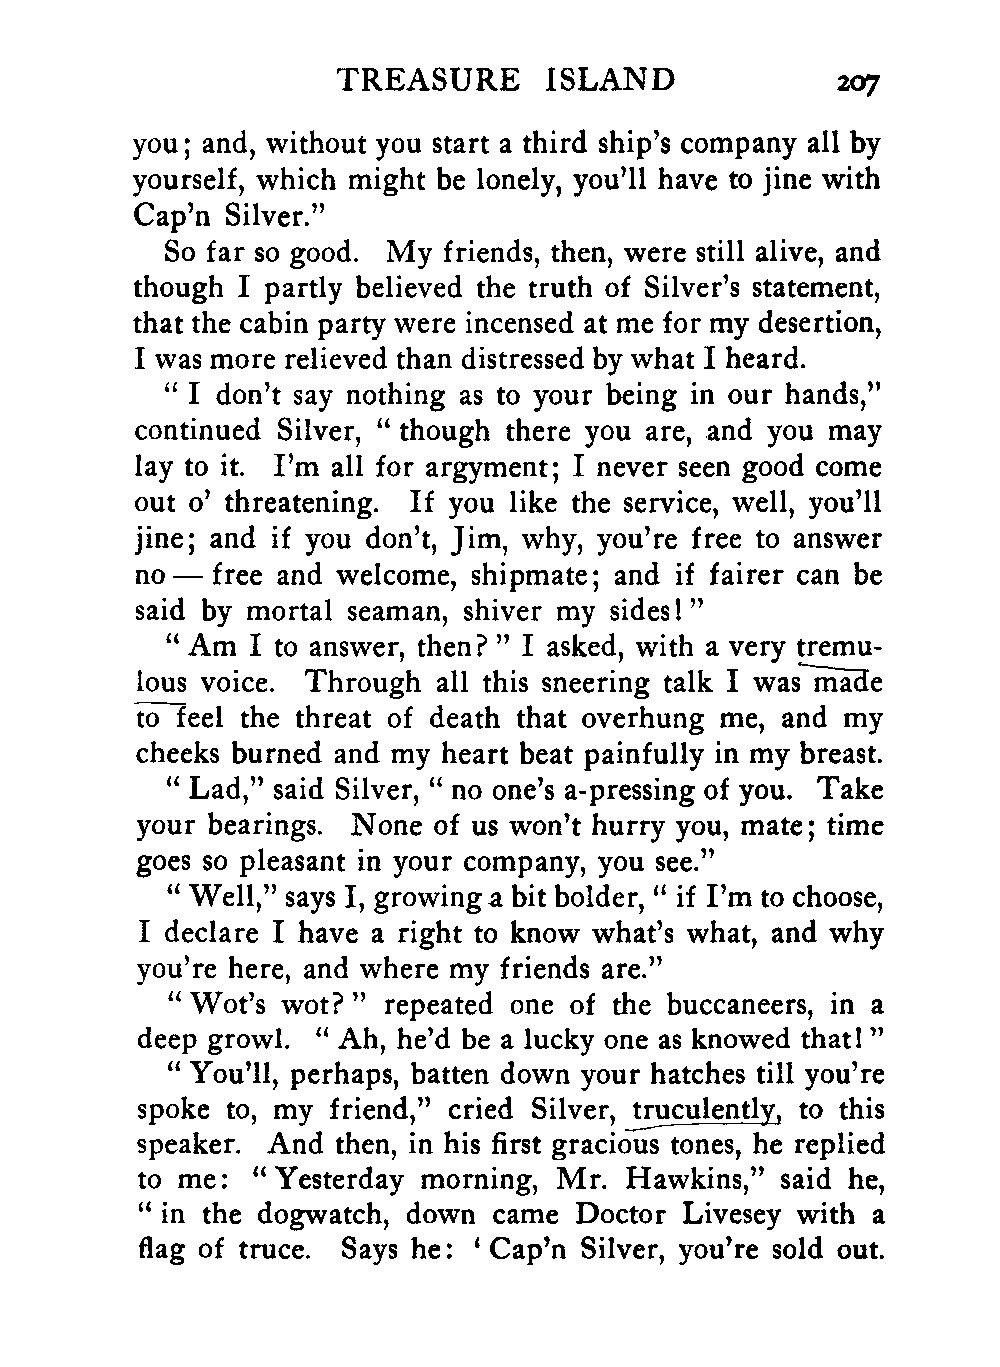 TREASURE ISLAND 207
you; and, without you start a third ship's company all by
yourself, which might be lonely, you'll have to jine with
Cap'n Silver."
So far so good. My friends, then, were still alive, and
though I partly believed the truth of Silver's statement,
that the cabin party were incensed at me for my desertion,
I was more relieved than distressed by what I heard.
" I don't say nothing as to your being in our hands,"
continued Silver, " though there you are, and you may
lay to it. I'm all for argyment; I never seen good come
out o' threatening. If you like the service, well, you'll
jine; and if you don't, Jim, why, you're free to answer
no — free and welcome, shipmate; and if fairer can be
said by mortal seaman, shiver my sides! "
" Am I to answer, then? " I asked, with a very tremu-
lous voice. Through all this sneering talk I was made
to feel the threat of death that overhung me, and my
cheeks burned and my heart beat painfully in my breast.
" Lad," said Silver, " no one's a-pressing of you. Take
your bearings. None of us won't hurry you, mate; time
goes so pleasant in your company, you see."
" Well," says I, growing a bit bolder, " if I'm to choose,
I declare I have a right to know what's what, and why
you're here, and where my friends are."
" Wot's wot? " repeated one of the buccaneers, in a
deep growl. " Ah, he'd be a lucky one as knowed that! "
" You'll, perhaps, batten down your hatches till you're
spoke to, my friend," cried Silver, truculently, to this
speaker. And then, in his first gracious tones, he replied
to me: " Yesterday morning, Mr. Hawkins," said he,
" in the dogwatch, down came Doctor Livesey with a
flag of truce. Says he: ' Cap'n Silver, you're sold out.